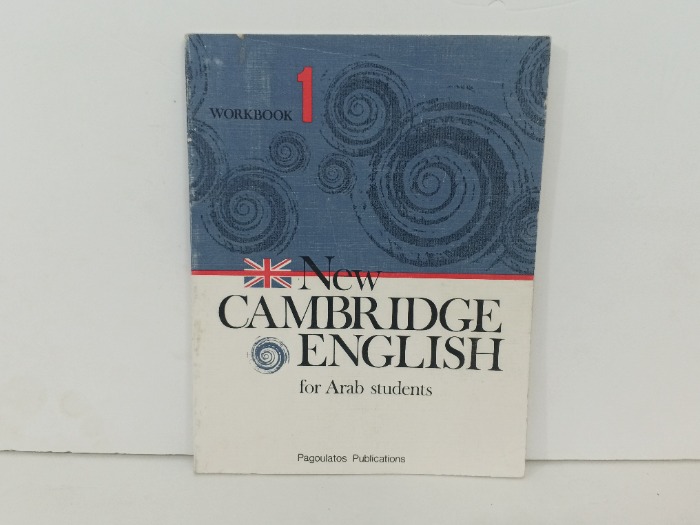 WORKBOOK 1
New
CAMBRIDGE
ENGLISH
for Arab students
Pagoulatos Publications